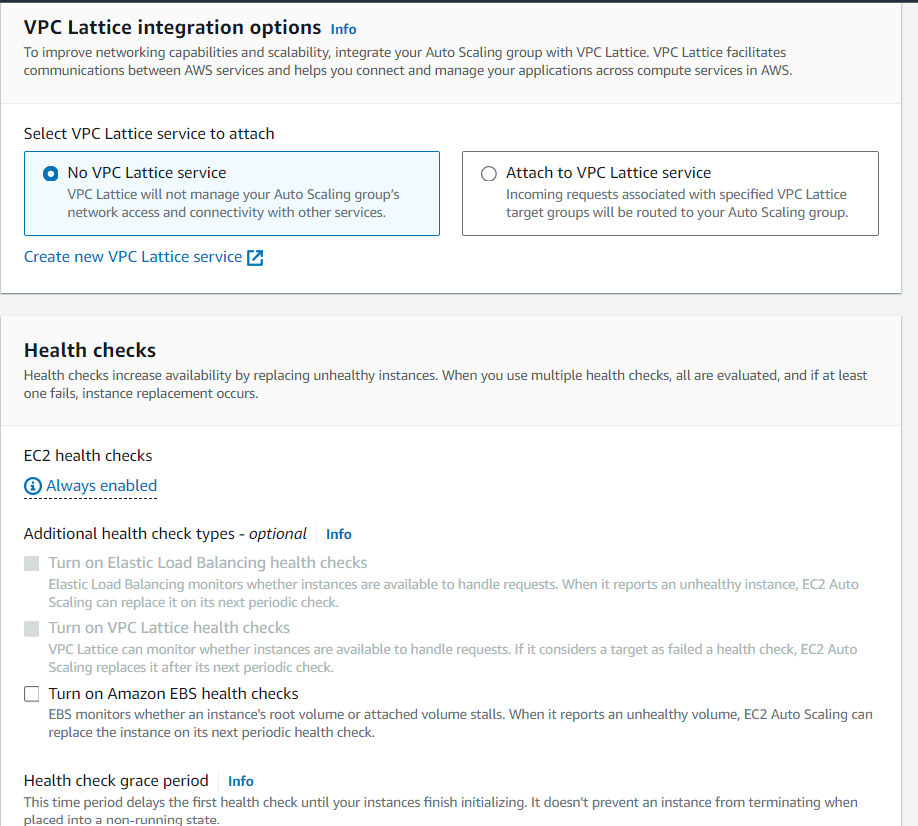 VPC Lattice integration options Info
To improve networking capabilities and scalability, integrate your Auto Scaling group with VPC Lattice. VPC Lattice facilitates
communications between AWS services and helps you connect and manage your applications across compute services in AWS.
Select VPC Lattice service to attach
No VPC Lattice service
VPC Lattice will not manage your Auto Scaling group's
network access and connectivity with other services.
Attach to VPC Lattice service
Incoming requests associated with specified VPC Lattice
target groups will be routed to your Auto Scaling group.
Create new VPC Lattice service
Health checks
Health checks increase availability by replacing unhealthy instances. When you use multiple health checks, all are evaluated, and if at least
one fails, instance replacement occurs.
EC2 health checks
Always enabled
Additional health check types - optional Info
Turn on Elastic Load Balancing health checks
Elastic Load Balancing monitors whether instances are available to handle requests. When it reports an unhealthy instance, EC2 Auto
Scaling can replace it on its next periodic check.
Turn on VPC Lattice health checks
VPC Lattice can monitor whether instances are available to handle requests. If it considers a target as failed a health check, EC2 Auto
Scaling replaces it after its next periodic check.
Turn on Amazon EBS health checks
EBS monitors whether an instance's root volume or attached volume stalls. When it reports an unhealthy volume, EC2 Auto Scaling can
replace the instance on its next periodic health check.
Health check grace period Info
This time period delays the first health check until your instances finish initializing. It doesn't prevent an instance from terminating when
placed into a non-running state.